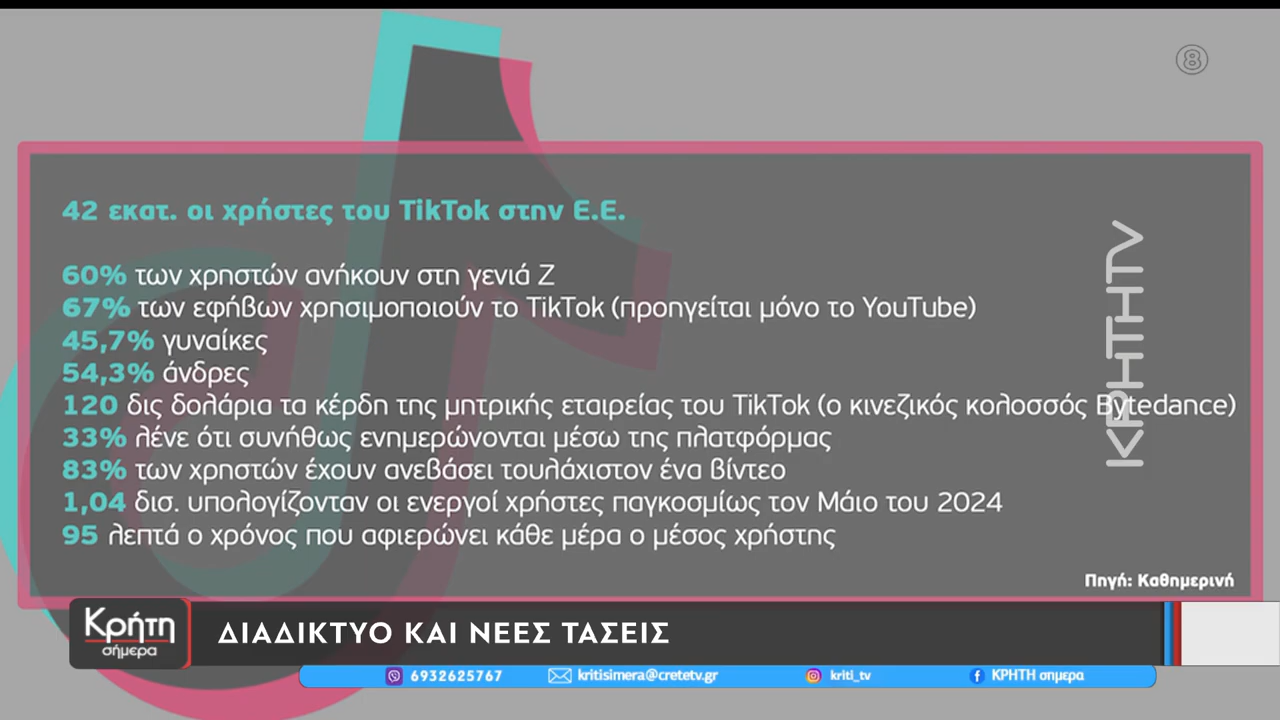 8
42 εκατ. οι χρήστες του TikTok στην Ε.Ε.
60% των χρηστών ανήκουν στη γενιά Ζ
67% των εφήβων χρησιμοποιούν το TikTok (προηγείται μόνο το YouTube)
45,7% γυναίκες
54,3% άνδρες
120 δις δολάρια τα κέρδη της μητρικής εταιρείας του TikTok (ο κινεζικός κολοσσός Bytedance)
33% λένε ότι συνήθως ενημερώνονται μέσω της πλατφόρμας
83% των χρηστών έχουν ανεβάσει τουλάχιστον ένα βίντεο
1,04 δισ. υπολογίζονταν οι ενεργοί χρήστες παγκοσμίως τον Μάιο του 2024
95 λεπτά ο χρόνος που αφιερώνει κάθε μέρα ο μέσος χρήστης
ΚΡΗΤΗTV
Πηγή: Καθημερινή
Κρήτη
σήμερα
ΔΙΑΔΙΚΤΥΟ ΚΑΙ ΝΕΕΣ ΤΑΣΕΙΣ
6932625767 kritisimera@cretetv.gr kriti_tv ΚΡΗΤΗ σημερα